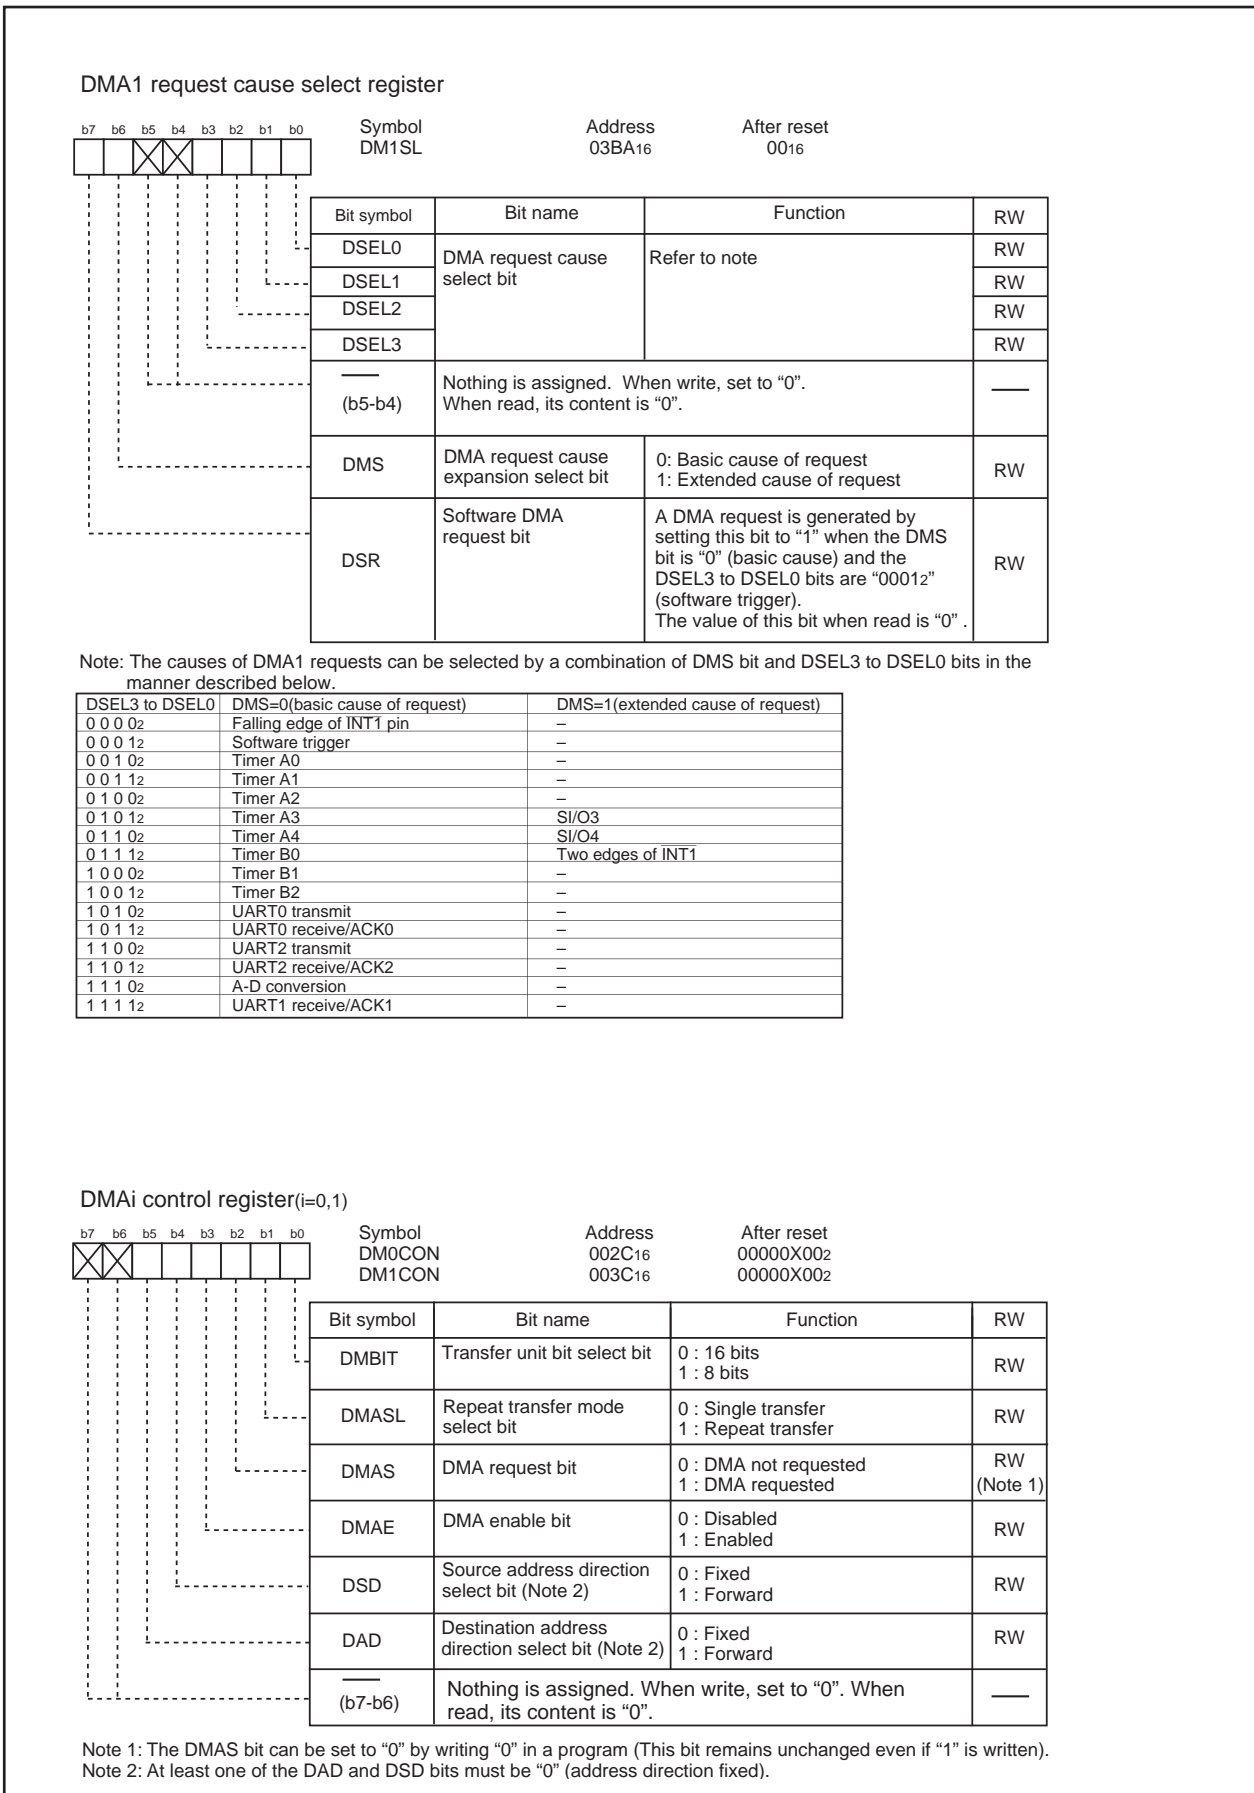 DMA1 request cause select register
b7 b6 b5 b4 b3 b2 b1 b0
Symbol Address After reset
DM1SL 03BA16 0016
Bit symbol Bit name Function RW
DSEL0 DMA request cause select bit Refer to note RW
DSEL1 RW
DSEL2 RW
DSEL3 RW
(b5-b4) Nothing is assigned. When write, set to “0”.
When read, its content is “0”.
DMS DMA request cause expansion select bit 0: Basic cause of request RW
1: Extended cause of request
DSR Software DMA request bit A DMA request is generated by RW
setting this bit to “1” when the DMS
bit is “0” (basic cause) and the
DSEL3 to DSEL0 bits are “00012”
(software trigger).
The value of this bit when read is “0” .
Note: The causes of DMA1 requests can be selected by a combination of DMS bit and DSEL3 to DSEL0 bits in the
manner described below.
DSEL3 to DSEL0 DMS=0(basic cause of request) DMS=1(extended cause of request)
0 0 0 02 Falling edge of INT1 pin –
0 0 0 12 Software trigger –
0 0 1 02 Timer A0 –
0 0 1 12 Timer A1 –
0 1 0 02 Timer A2 –
0 1 0 12 Timer A3 SI/O3
0 1 1 02 Timer A4 SI/O4
0 1 1 12 Timer B0 Two edges of INT1
1 0 0 02 Timer B1 –
1 0 0 12 Timer B2 –
1 0 1 02 UART0 transmit –
1 0 1 12 UART0 receive/ACK0 –
1 1 0 02 UART2 transmit –
1 1 0 12 UART2 receive/ACK2 –
1 1 1 02 A-D conversion –
1 1 1 12 UART1 receive/ACK1 –
DMAi control register(i=0,1)
b7 b6 b5 b4 b3 b2 b1 b0
Symbol Address After reset
DM0CON 002C16 00000X002
DM1CON 003C16 00000X002
Bit symbol Bit name Function RW
DMBIT Transfer unit bit select bit 0 : 16 bits RW
1 : 8 bits
DMASL Repeat transfer mode select bit 0 : Single transfer RW
1 : Repeat transfer
DMAS DMA request bit 0 : DMA not requested RW
1 : DMA requested (Note 1)
DMAE DMA enable bit 0 : Disabled RW
1 : Enabled
DSD Source address direction select bit (Note 2) 0 : Fixed RW
1 : Forward
DAD Destination address direction select bit (Note 2) 0 : Fixed RW
1 : Forward
(b7-b6) Nothing is assigned. When write, set to “0”. When
read, its content is “0”.
Note 1: The DMAS bit can be set to “0” by writing “0” in a program (This bit remains unchanged even if “1” is written).
Note 2: At least one of the DAD and DSD bits must be “0” (address direction fixed).